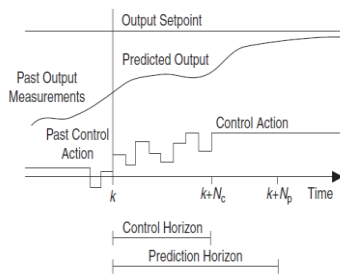 Output Setpoint
Predicted Output
Past Output
Measurements
Past Control
Action
Control Action
k
k+Nc
k+Np
Time
Control Horizon
Prediction Horizon